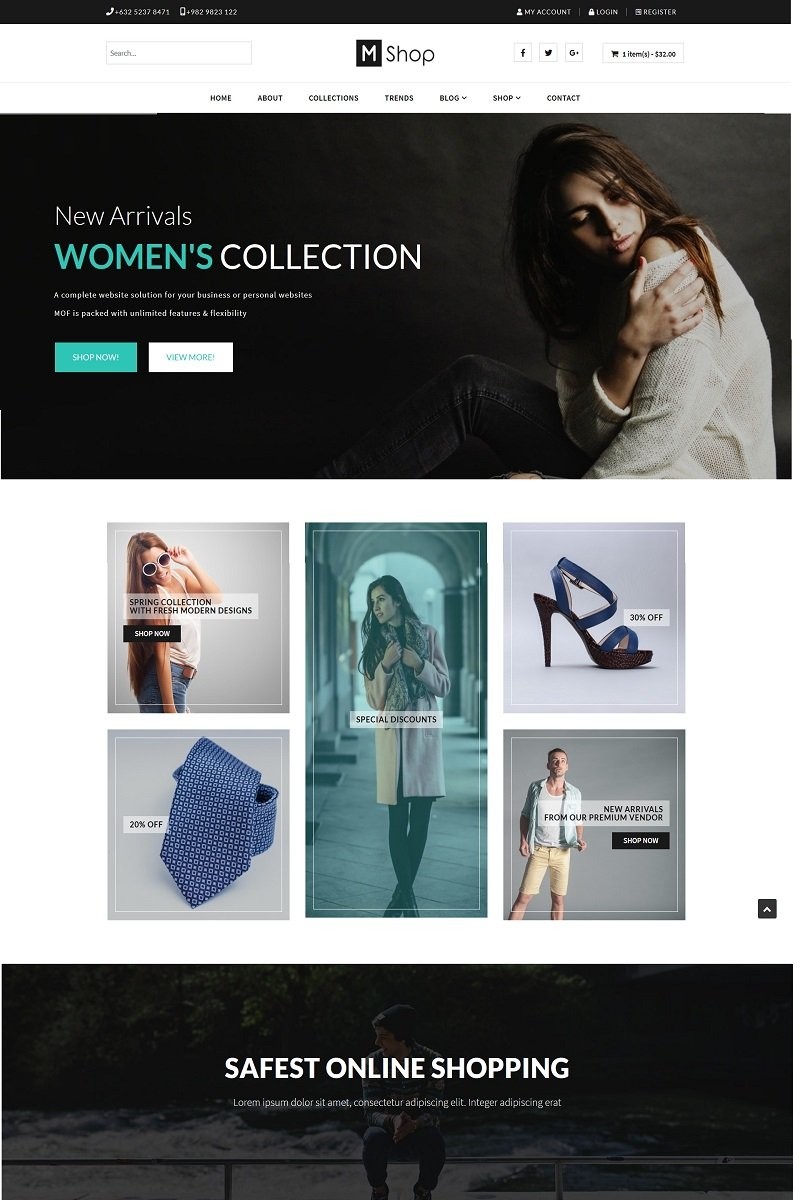 +632 5237 8471 +982 9823 122 MY ACCOUNT LOGIN REGISTER
Search...
M Shop
1 item(s) - $32.00
HOME ABOUT COLLECTIONS TRENDS BLOG SHOP CONTACT
New Arrivals
WOMEN'S COLLECTION
A complete website solution for your business or personal websites
MOF is packed with unlimited features & flexibility
SHOP NOW! VIEW MORE!
SPRING COLLECTION
WITH FRESH MODERN DESIGNS
SHOP NOW
30% OFF
SPECIAL DISCOUNTS
20% OFF
NEW ARRIVALS
FROM OUR PREMIUM VENDOR
SHOP NOW
SAFEST ONLINE SHOPPING
Lorem ipsum dolor sit amet, consectetur adipiscing elit. Integer adipiscing erat